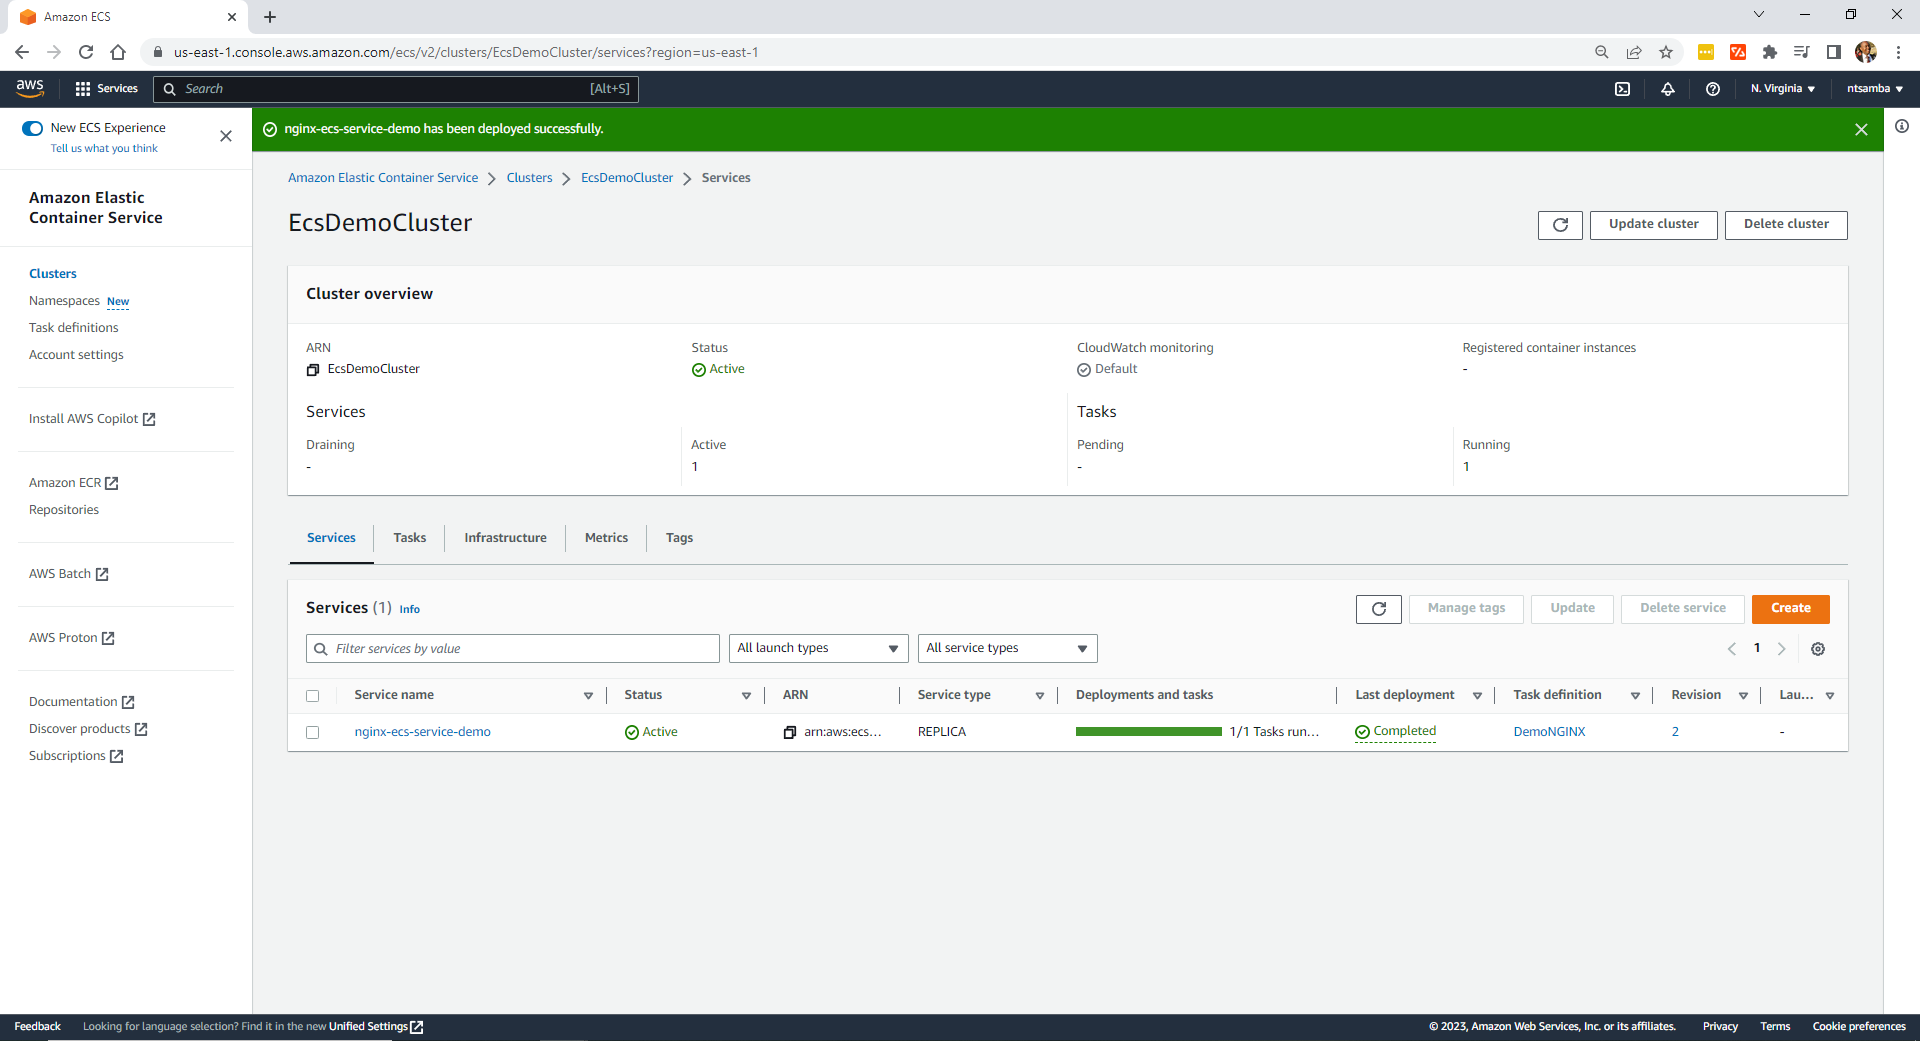 Amazon ECS
us-east-1.console.aws.amazon.com/ecs/v2/clusters/EcsDemoCluster/services?region=us-east-1
aws
Services
Search
[Alt+S]
N. Virginia
ntsamba
New ECS Experience
Tell us what you think
nginx-ecs-service-demo has been deployed successfully.
Amazon Elastic
Container Service
Clusters
Namespaces New
Task definitions
Account settings
Install AWS Copilot
Amazon ECR
Repositories
AWS Batch
AWS Proton
Documentation
Discover products
Subscriptions
Amazon Elastic Container Service > Clusters > EcsDemoCluster > Services
EcsDemoCluster
Update cluster
Delete cluster
Cluster overview
ARN
EcsDemoCluster
Status
Active
CloudWatch monitoring
Default
Registered container instances
-
Services
Tasks
Draining
-
Active
1
Pending
-
Running
1
Services Tasks Infrastructure Metrics Tags
Services (1) Info
Manage tags
Update
Delete service
Create
Filter services by value
All launch types
All service types
1
Service name Status ARN Service type Deployments and tasks Last deployment Task definition Revision Lau...
nginx-ecs-service-demo Active arn:aws:ecs... REPLICA 1/1 Tasks run... Completed DemoNGINX 2 -
Feedback
Looking for language selection? Find it in the new Unified Settings
© 2023, Amazon Web Services, Inc. or its affiliates.
Privacy
Terms
Cookie preferences